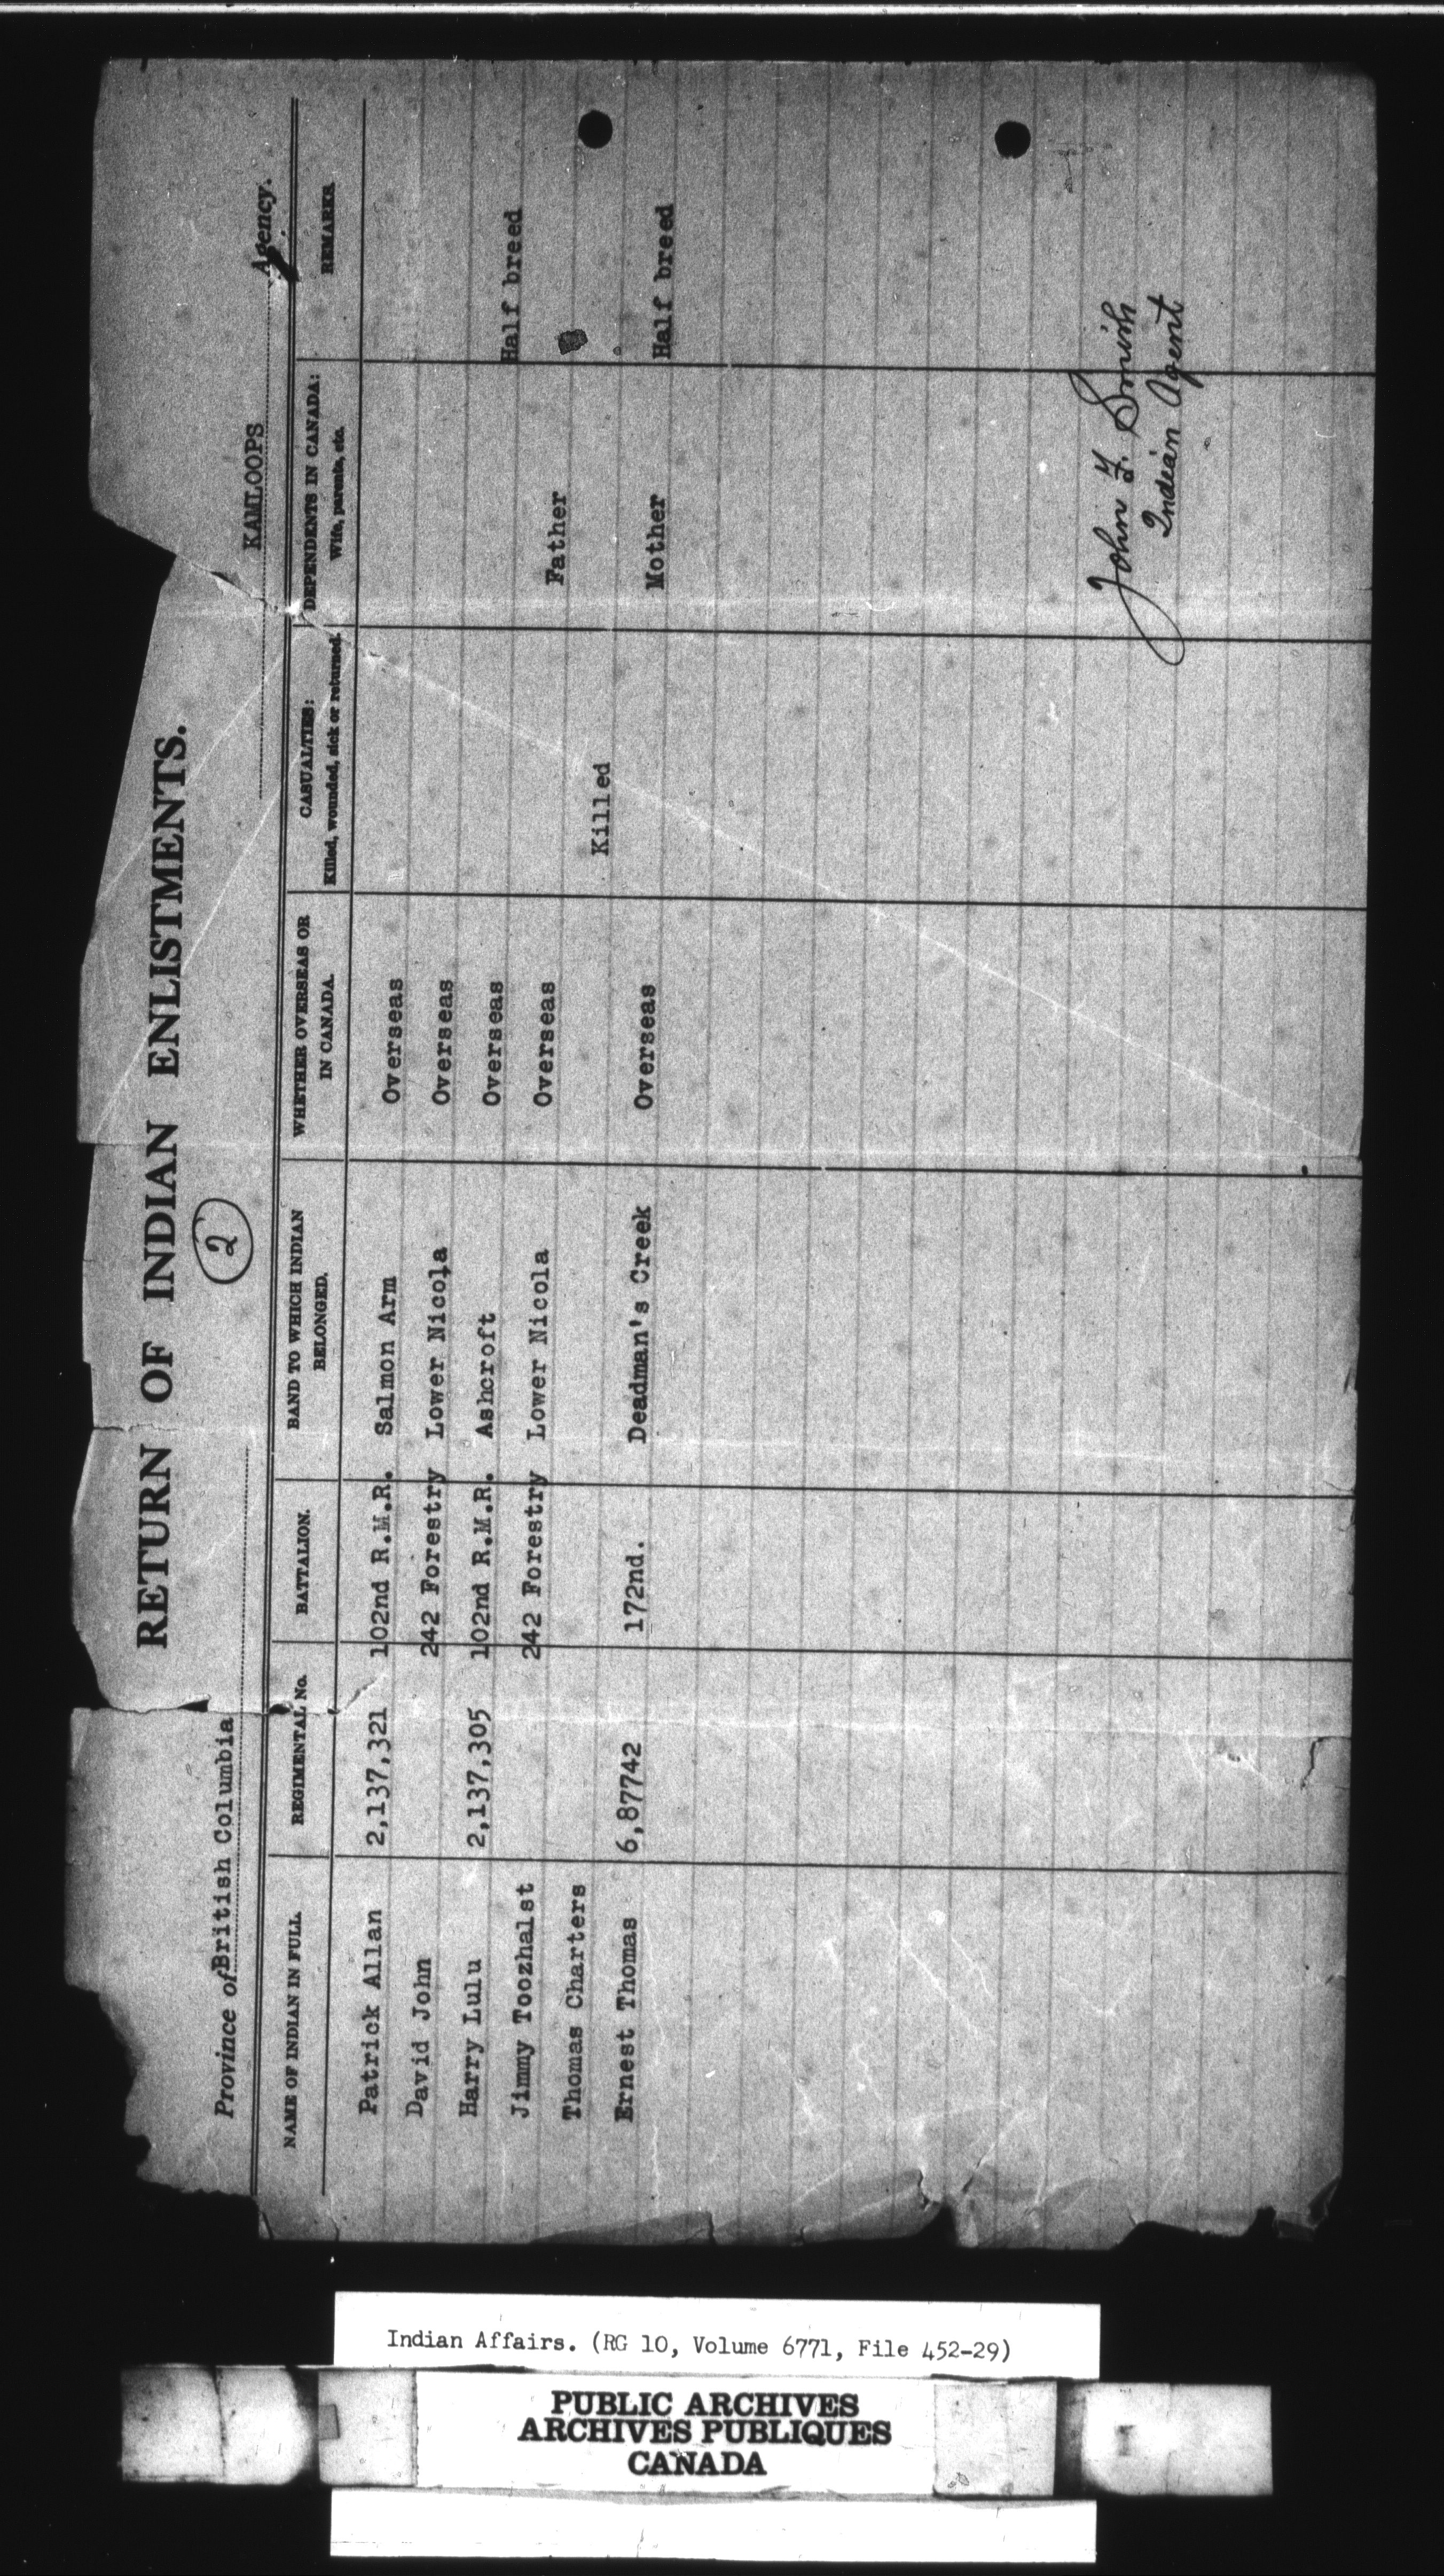 RETURN OF INDIAN ENLISTMENTS.
2
Province of British Columbia KAMLOOPS Agency.
NAME OF INDIAN IN FULL. REGIMENTAL No. BATTALION. BAND TO WHICH INDIAN BELONGED. WHETHER OVERSEAS OR IN CANADA. CASUALTIES: Killed, wounded, sick or returned. DEPENDENTS IN CANADA: Wife, parents, etc. REMARKS
Patrick Allan 2,137,321 102nd R.M.R. Salmon Arm Overseas
David John 242 Forestry Lower Nicola Overseas
Harry Lulu 2,137,305 102nd R.M.R. Ashcroft Overseas Half breed
Jimmy Toozhalst 242 Forestry Lower Nicola Overseas Father
Thomas Charters Killed
Ernest Thomas 6,87742 172nd. Deadman's Creek Overseas Mother Half breed
John F. Smith
Indian Agent
Indian Affairs. (RG 10, Volume 6771, File 452-29)
PUBLIC ARCHIVES
ARCHIVES PUBLIQUES
CANADA